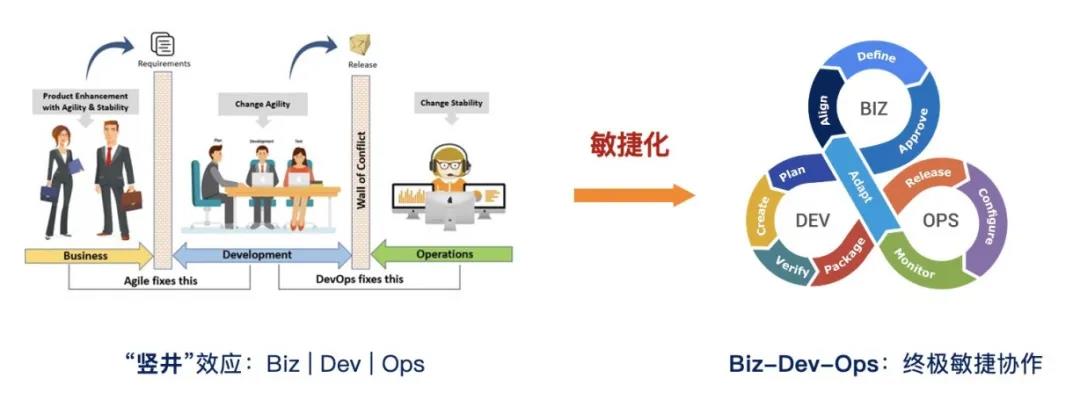 Requirements
Release
Product Enhancement
with Agility & Stability
Change Agility
Change Stability
Plan
Development
Test
Wall of Conflict
Business
Development
Operations
Agile fixes this
DevOps fixes this
“竖井”效应：Biz | Dev | Ops
敏捷化
Define
Align
BIZ
Approve
Adapt
Plan
Create
DEV
Verify
Package
Release
OPS
Configure
Monitor
Biz-Dev-Ops：终极敏捷协作